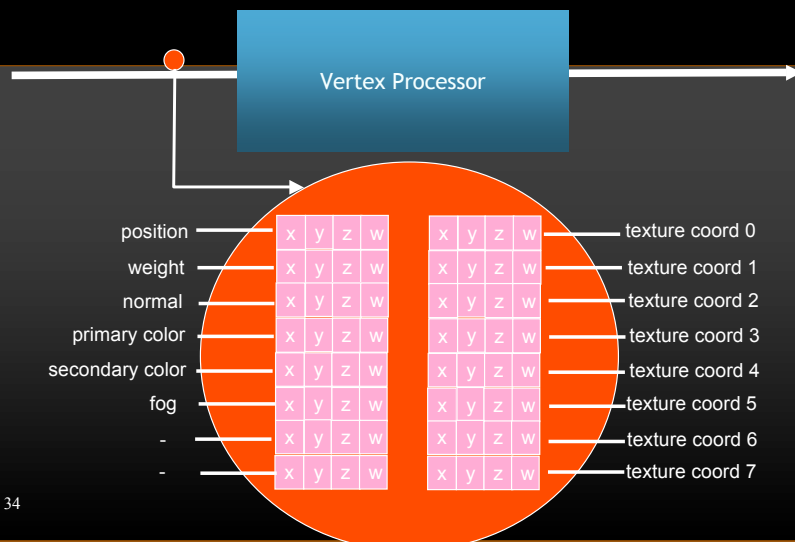 Vertex Processor
position x y z w x y z w texture coord 0
weight x y z w x y z w texture coord 1
normal x y z w x y z w texture coord 2
primary color x y z w x y z w texture coord 3
secondary color x y z w x y z w texture coord 4
fog x y z w x y z w texture coord 5
- x y z w x y z w texture coord 6
- x y z w x y z w texture coord 7
34